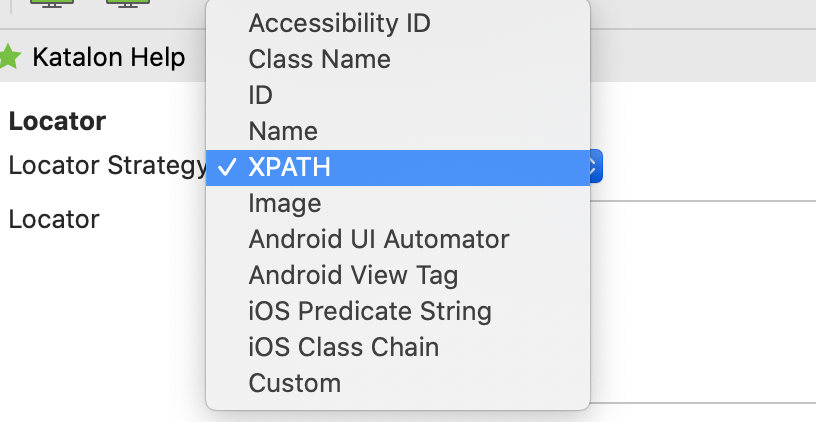 Accessibility ID
Katalon Help
Class Name
ID
Locator
Name
Locator Strategy
✓ XPATH
Locator
Image
Android UI Automator
Android View Tag
iOS Predicate String
iOS Class Chain
Custom